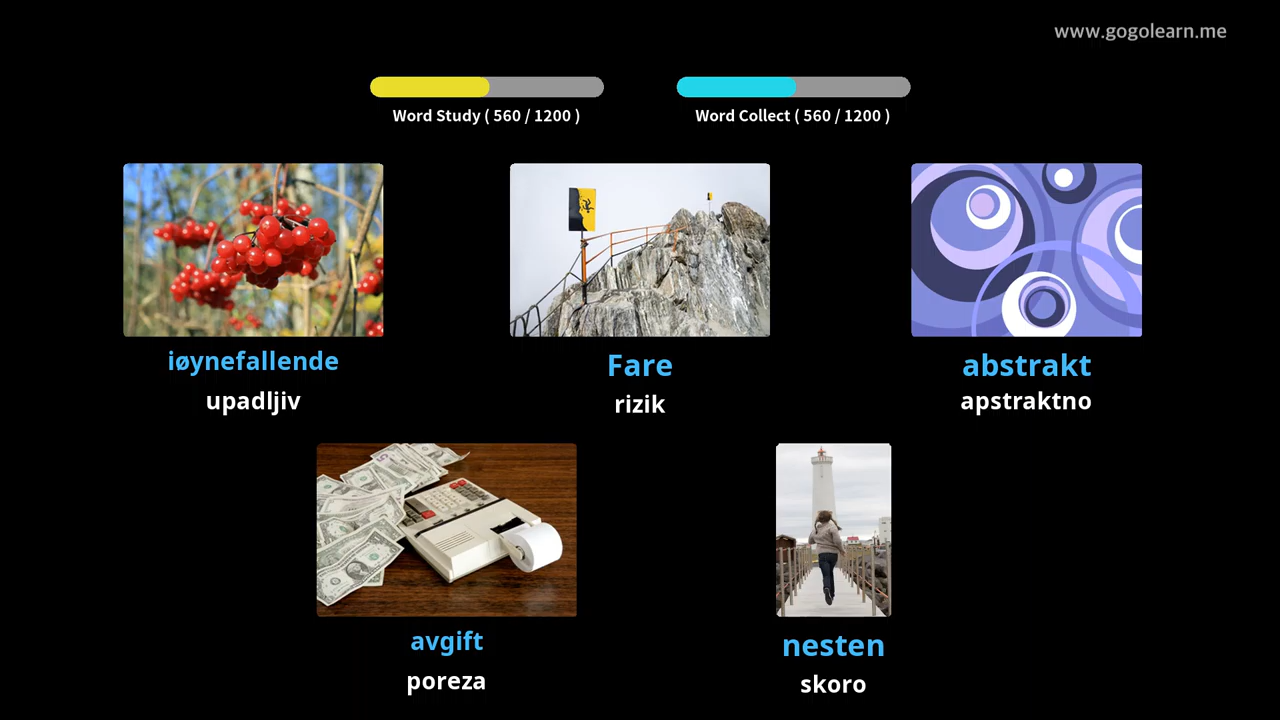 www.gogolearn.me
Word Study ( 560 / 1200 )
Word Collect ( 560 / 1200 )
iøynefallende
upadljiv
Fare
rizik
abstrakt
apstraktno
avgift
poreza
nesten
skoro